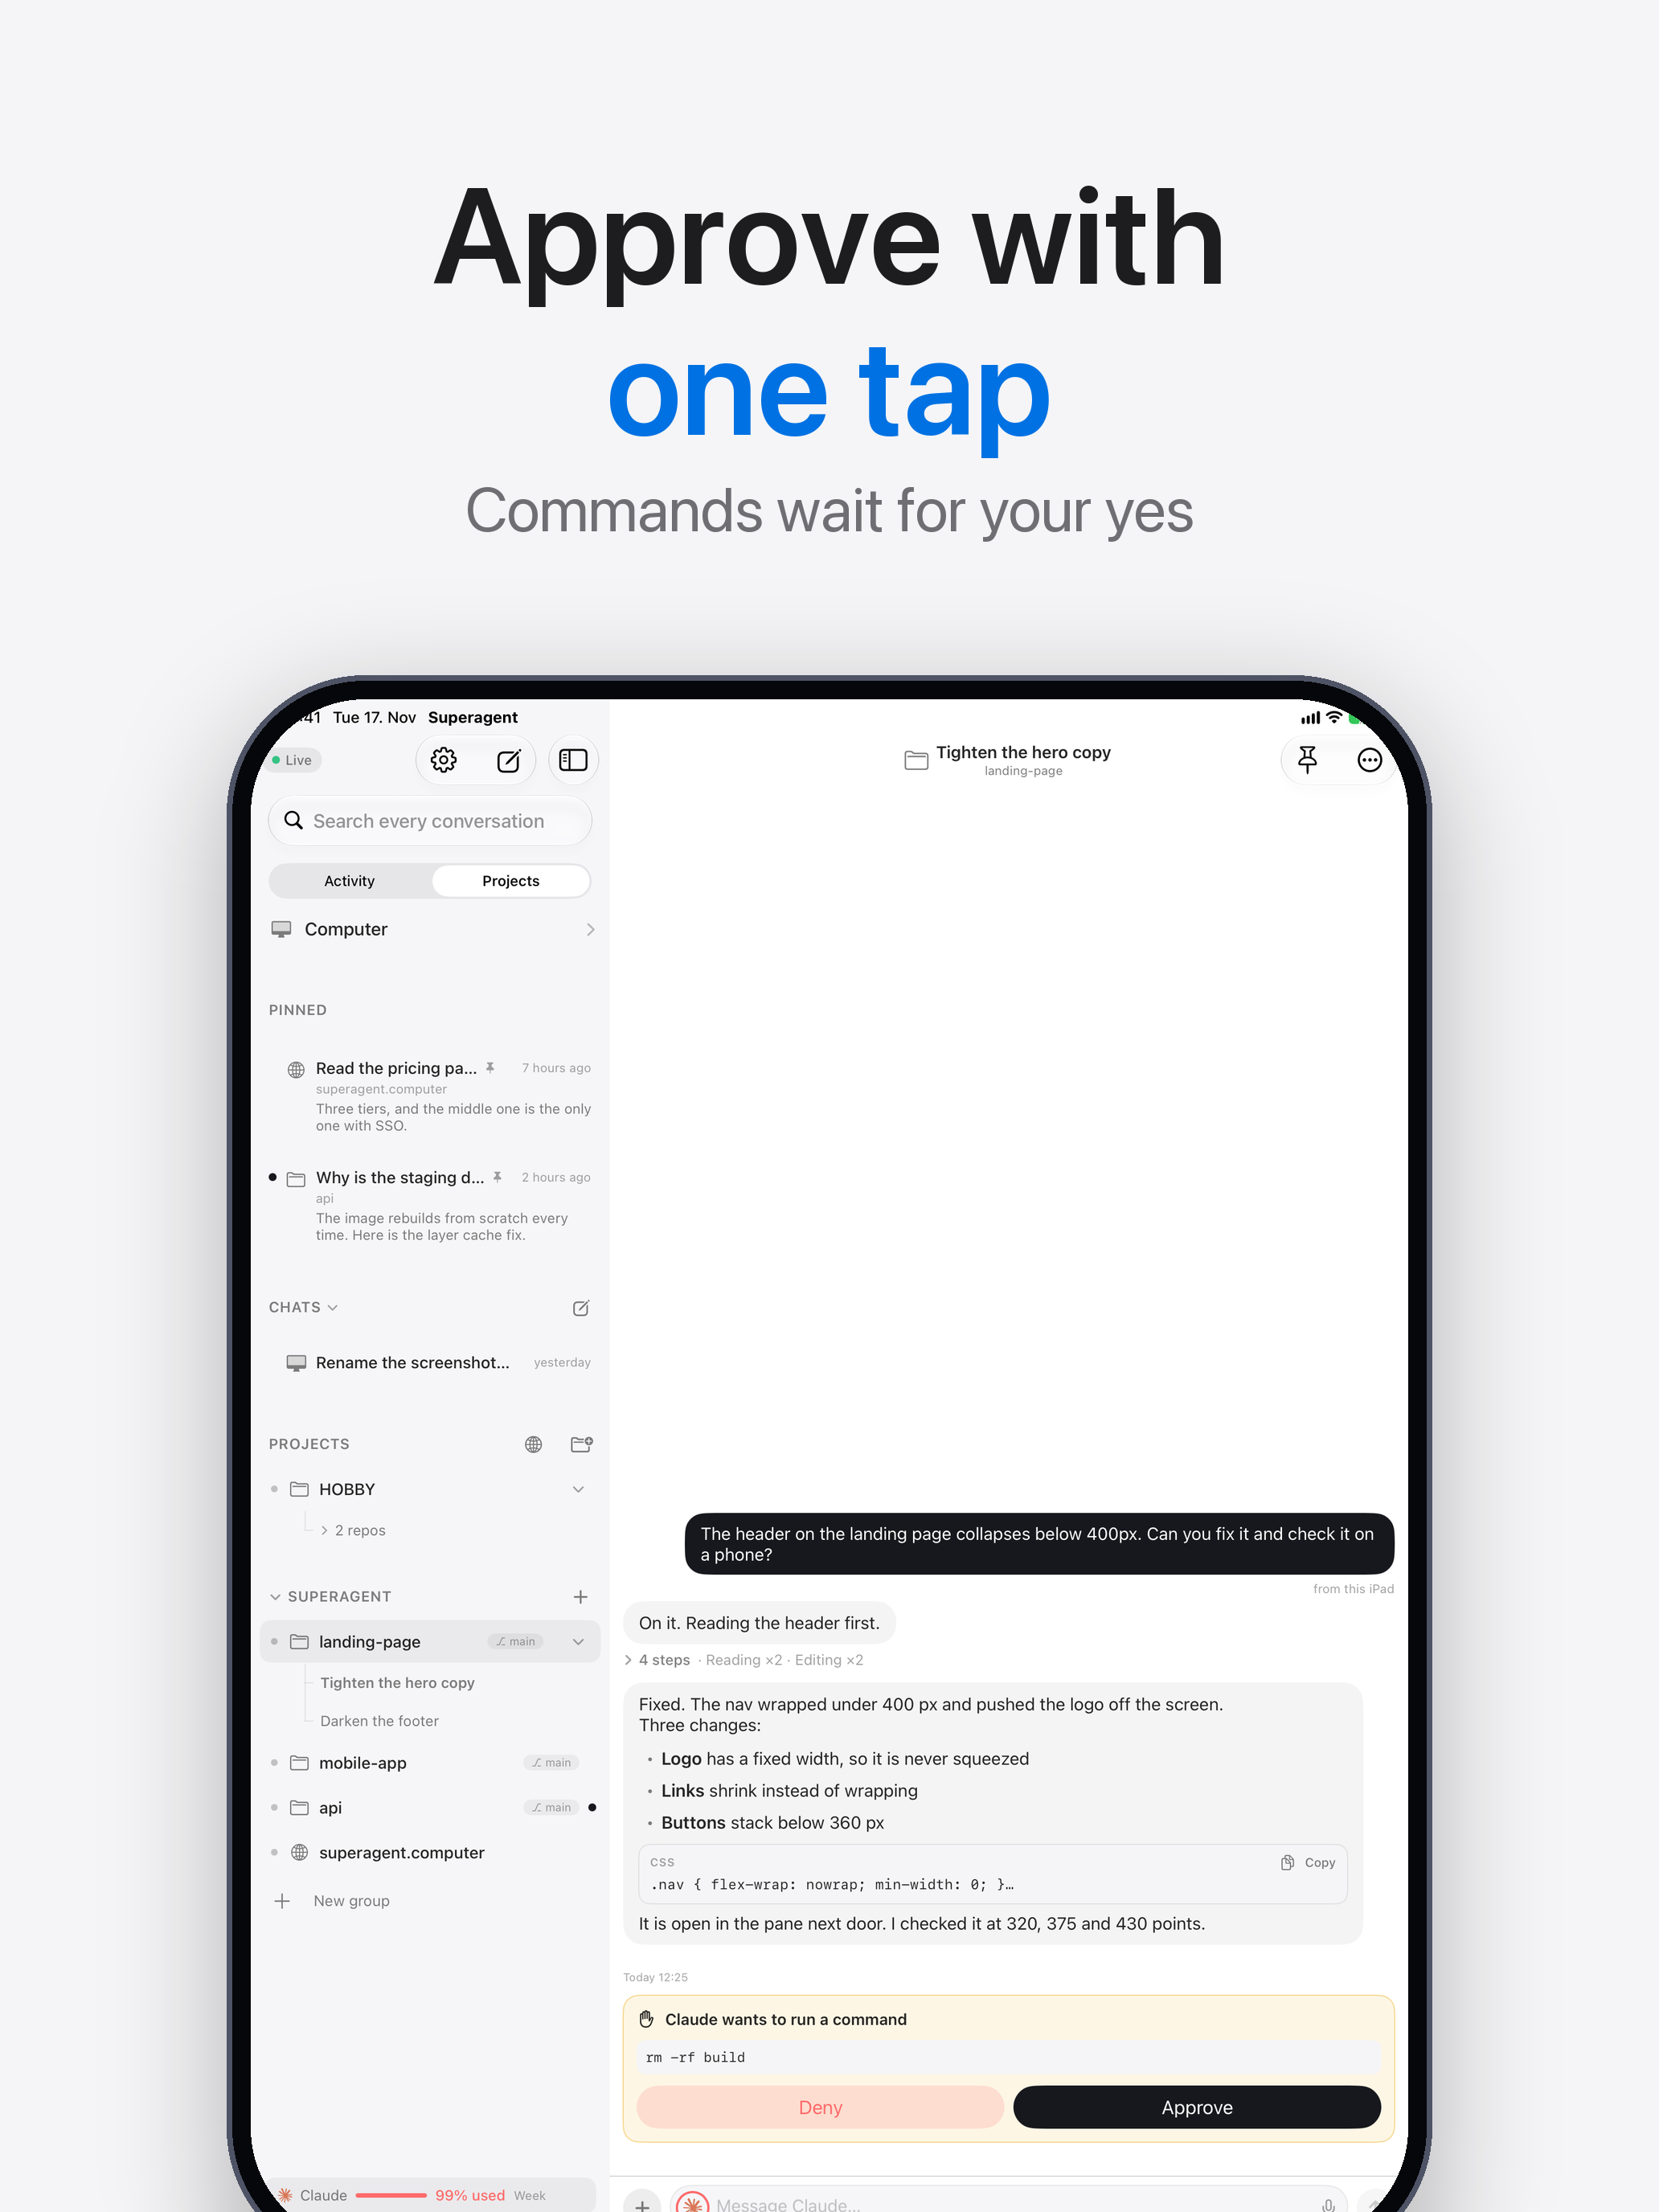 Approve with
one tap
Commands wait for your yes
41 Tue 17. Nov Superagent
Live
Search every conversation
Activity Projects
Computer
PINNED
Read the pricing pa... 7 hours ago
superagent.computer
Three tiers, and the middle one is the only
one with SSO.
Why is the staging d... 2 hours ago
api
The image rebuilds from scratch every
time. Here is the layer cache fix.
CHATS
Rename the screenshot... yesterday
PROJECTS
HOBBY
2 repos
SUPERAGENT
landing-page main
Tighten the hero copy
Darken the footer
mobile-app main
api main
superagent.computer
New group
Claude 99% used Week
Tighten the hero copy
landing-page
The header on the landing page collapses below 400px. Can you fix it and check it on
a phone?
from this iPad
On it. Reading the header first.
4 steps · Reading ×2 · Editing ×2
Fixed. The nav wrapped under 400 px and pushed the logo off the screen.
Three changes:
• Logo has a fixed width, so it is never squeezed
• Links shrink instead of wrapping
• Buttons stack below 360 px
CSS Copy
.nav { flex-wrap: nowrap; min-width: 0; }…
It is open in the pane next door. I checked it at 320, 375 and 430 points.
Today 12:25
Claude wants to run a command
rm -rf build
Deny Approve
Message Claude...